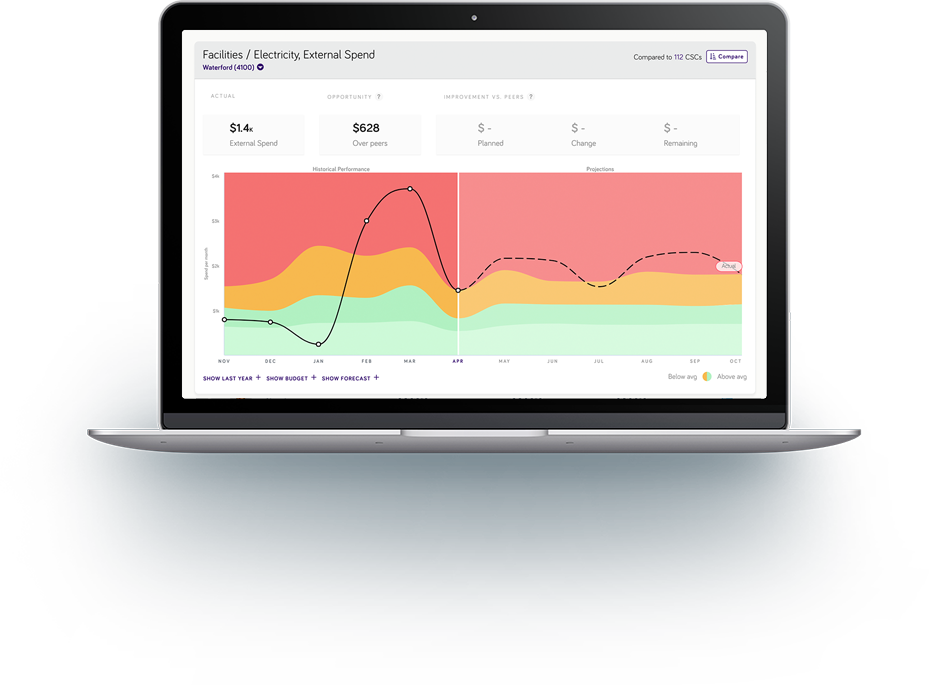 Facilities / Electricity, External Spend
Waterford (4100)
Compared to 112 CSCs
Compare
ACTUAL
OPPORTUNITY ?
IMPROVEMENT VS. PEERS ?
$1.4K
External Spend
$628
Over peers
$ -
Planned
$ -
Change
$ -
Remaining
Historical Performance
Projections
$4k
$3k
$2k
$1k
Spend per month
Actual
NOV DEC JAN FEB MAR APR MAY JUN JUL AUG SEP OCT
SHOW LAST YEAR + SHOW BUDGET + SHOW FORECAST +
Below avg Above avg